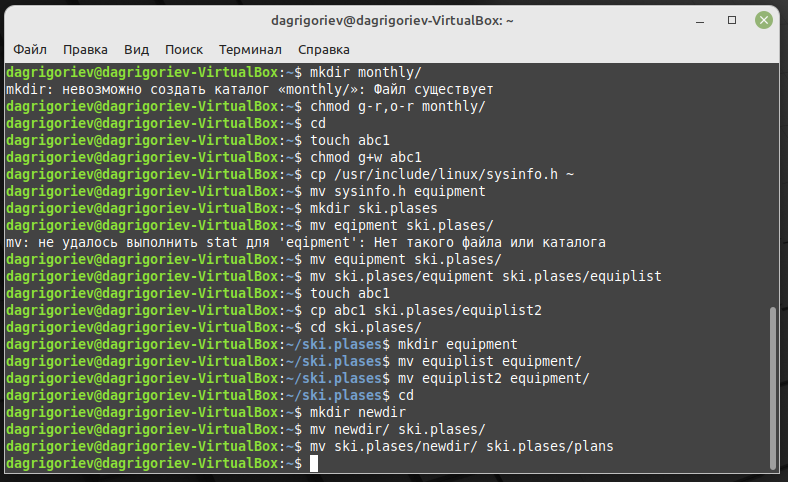 dagrigoriev@dagrigoriev-VirtualBox: ~
Файл Правка Вид Поиск Терминал Справка
dagrigoriev@dagrigoriev-VirtualBox:~$ mkdir monthly/
mkdir: невозможно создать каталог «monthly/»: Файл существует
dagrigoriev@dagrigoriev-VirtualBox:~$ chmod g-r,o-r monthly/
dagrigoriev@dagrigoriev-VirtualBox:~$ cd
dagrigoriev@dagrigoriev-VirtualBox:~$ touch abc1
dagrigoriev@dagrigoriev-VirtualBox:~$ chmod g+w abc1
dagrigoriev@dagrigoriev-VirtualBox:~$ cp /usr/include/linux/sysinfo.h ~
dagrigoriev@dagrigoriev-VirtualBox:~$ mv sysinfo.h equipment
dagrigoriev@dagrigoriev-VirtualBox:~$ mkdir ski.plases
dagrigoriev@dagrigoriev-VirtualBox:~$ mv eqipment ski.plases/
mv: не удалось выполнить stat для 'eqipment': Нет такого файла или каталога
dagrigoriev@dagrigoriev-VirtualBox:~$ mv equipment ski.plases/
dagrigoriev@dagrigoriev-VirtualBox:~$ mv ski.plases/equipment ski.plases/equiplist
dagrigoriev@dagrigoriev-VirtualBox:~$ touch abc1
dagrigoriev@dagrigoriev-VirtualBox:~$ cp abc1 ski.plases/equiplist2
dagrigoriev@dagrigoriev-VirtualBox:~$ cd ski.plases/
dagrigoriev@dagrigoriev-VirtualBox:~/ski.plases$ mkdir equipment
dagrigoriev@dagrigoriev-VirtualBox:~/ski.plases$ mv equiplist equipment/
dagrigoriev@dagrigoriev-VirtualBox:~/ski.plases$ mv equiplist2 equipment/
dagrigoriev@dagrigoriev-VirtualBox:~/ski.plases$ cd
dagrigoriev@dagrigoriev-VirtualBox:~$ mkdir newdir
dagrigoriev@dagrigoriev-VirtualBox:~$ mv newdir/ ski.plases/
dagrigoriev@dagrigoriev-VirtualBox:~$ mv ski.plases/newdir/ ski.plases/plans
dagrigoriev@dagrigoriev-VirtualBox:~$